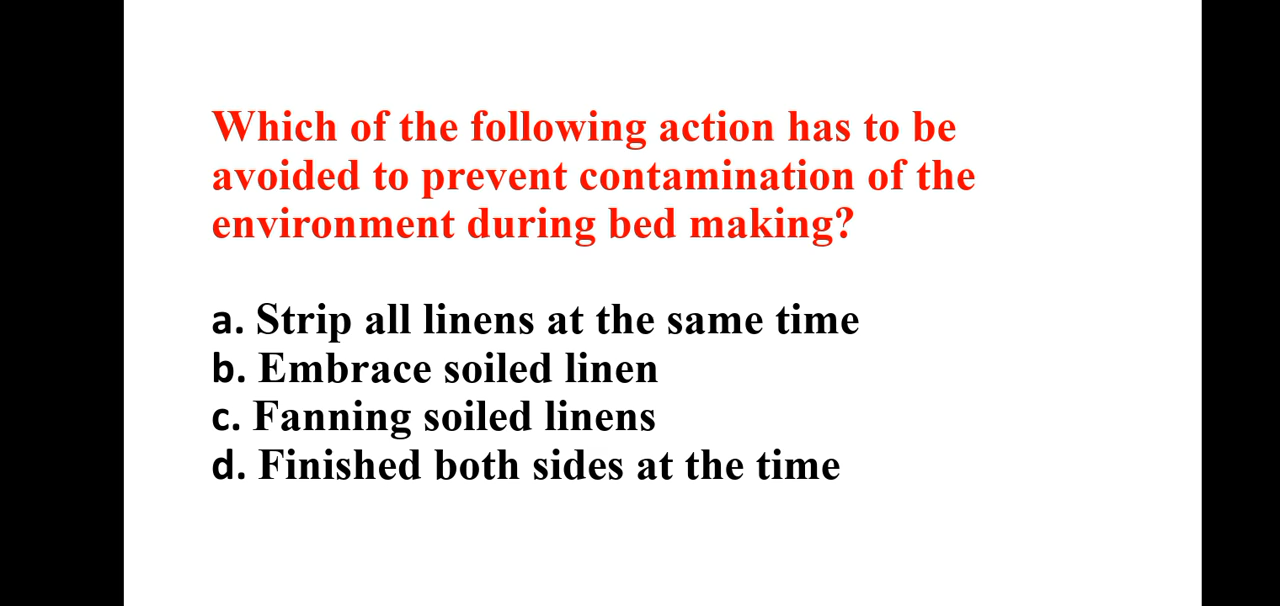 Which of the following action has to be
avoided to prevent contamination of the
environment during bed making?
a. Strip all linens at the same time
b. Embrace soiled linen
c. Fanning soiled linens
d. Finished both sides at the time